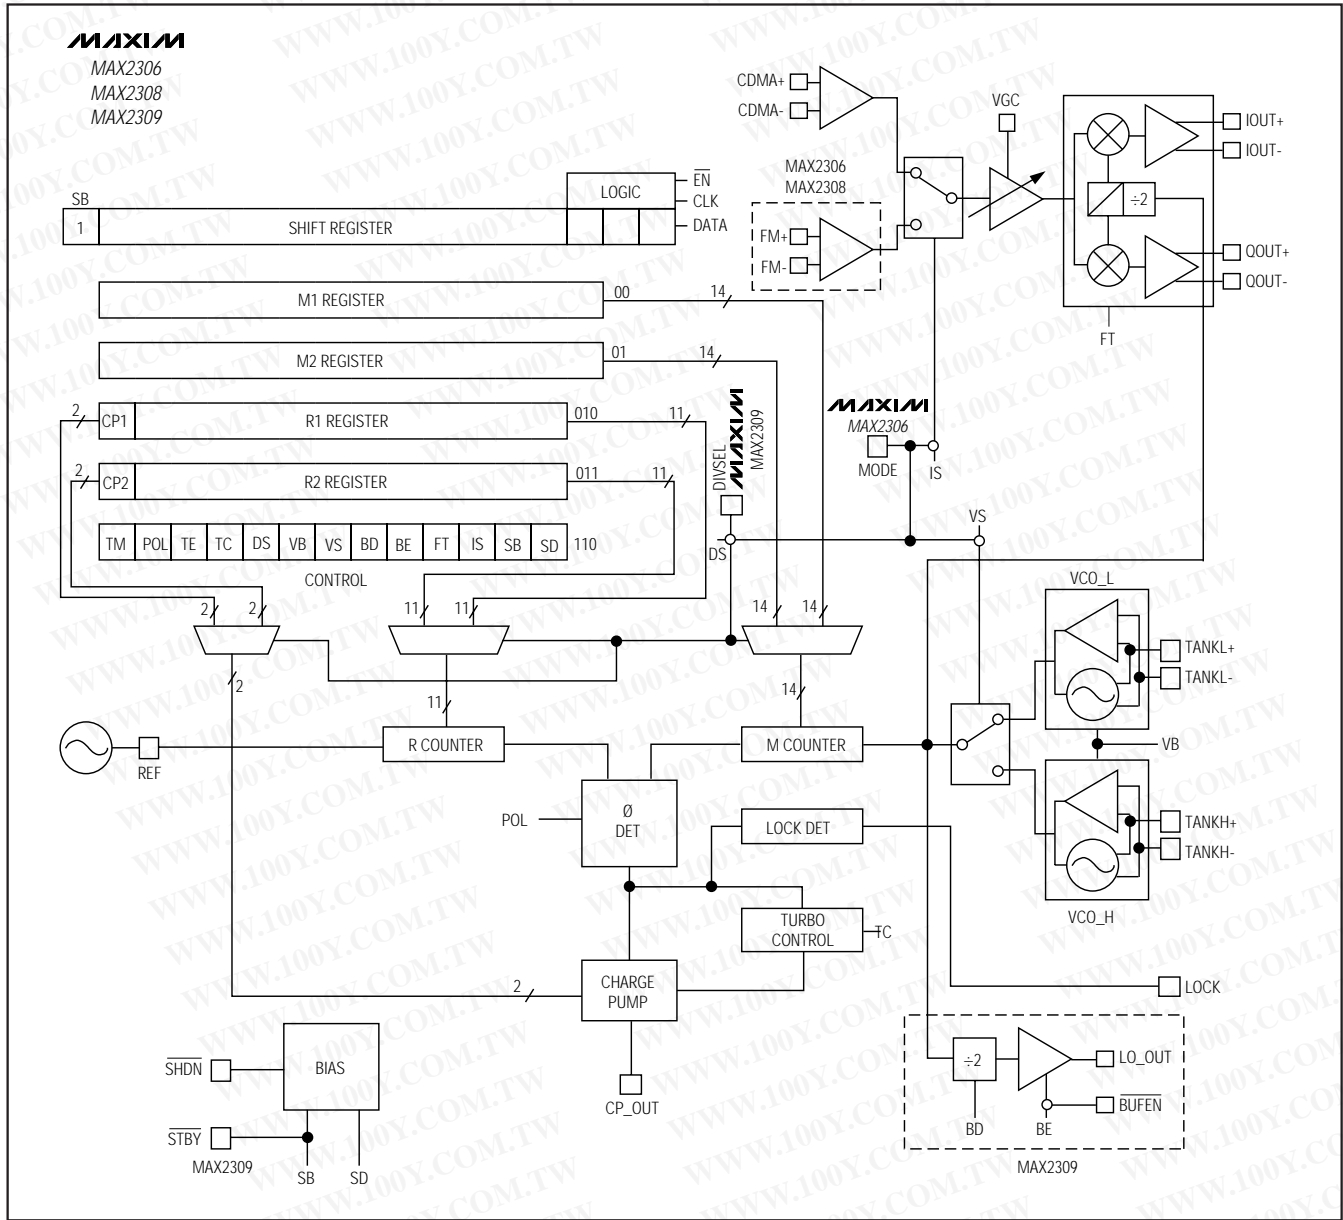 MAXIM
MAX2306
MAX2308
MAX2309
CDMA+
CDMA-
VGC
IOUT+
IOUT-
MAX2306
MAX2308
FM+
FM-
÷2
QOUT+
QOUT-
FT
SB
1
SHIFT REGISTER
LOGIC
EN
CLK
DATA
M1 REGISTER
00
14
M2 REGISTER
01
14
2
CP1
R1 REGISTER
010
11
2
CP2
R2 REGISTER
011
11
TM POL TE TC DS VB VS BD BE FT IS SB SD 110
CONTROL
DIVSEL
MAXIM
MAX2309
DS
MAXIM
MAX2306
MODE
IS
VS
2
2
11
11
14
14
2
11
14
VCO_L
TANKL+
TANKL-
VB
TANKH+
TANKH-
VCO_H
REF
R COUNTER
M COUNTER
POL
Ø
DET
LOCK DET
TURBO
CONTROL
TC
2
CHARGE
PUMP
CP_OUT
LOCK
SHDN
BIAS
STBY
MAX2309
SB
SD
÷2
LO_OUT
BUFEN
BD
BE
MAX2309
WWW.100Y.COM.TW